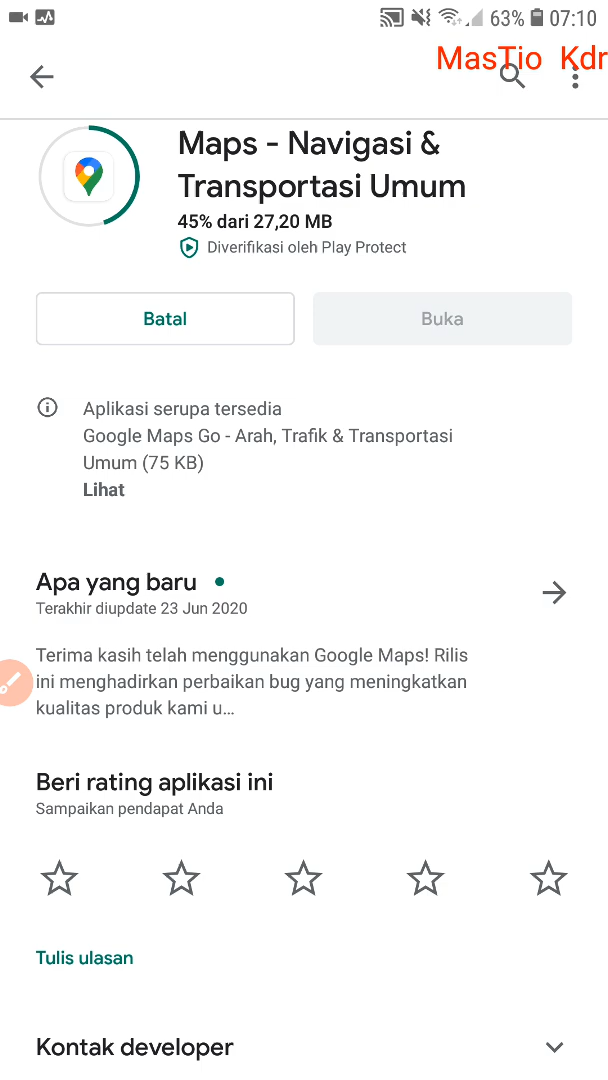 63% 07:10
MasTio Kdr
Maps - Navigasi &
Transportasi Umum
45% dari 27,20 MB
Diverifikasi oleh Play Protect
Batal
Buka
Aplikasi serupa tersedia
Google Maps Go - Arah, Trafik & Transportasi
Umum (75 KB)
Lihat
Apa yang baru
Terakhir diupdate 23 Jun 2020
Terima kasih telah menggunakan Google Maps! Rilis
ini menghadirkan perbaikan bug yang meningkatkan
kualitas produk kami u...
Beri rating aplikasi ini
Sampaikan pendapat Anda
Tulis ulasan
Kontak developer